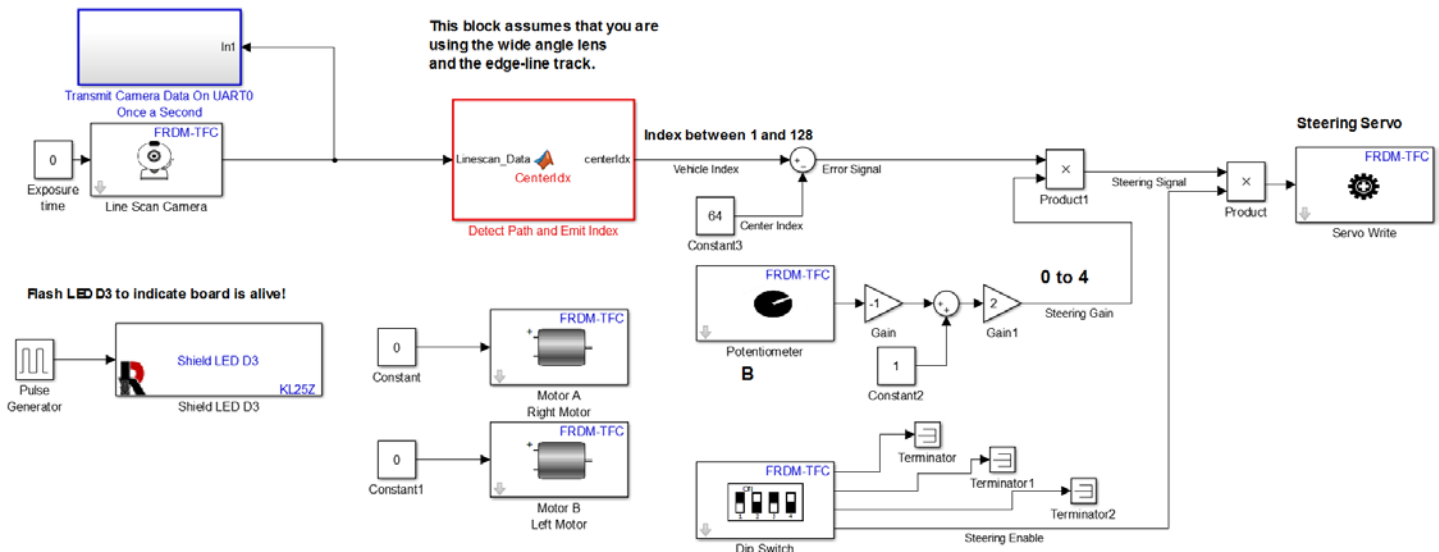 This block assumes that you are
using the wide angle lens
and the edge-line track.
In1
Transmit Camera Data On UART0
Once a Second
FRDM-TFC
0
Exposure
time
Line Scan Camera
Linescan_Data
centerIdx
CenterIdx
Detect Path and Emit Index
Index between 1 and 128
Vehicle Index
+
−
Error Signal
64
Center Index
Constant3
×
Product1
Steering Signal
×
Product
Steering Servo
FRDM-TFC
Servo Write
FRDM-TFC
Potentiometer
B
-1
Gain
+
+
1
Constant2
2
Gain1
0 to 4
Steering Gain
Flash LED D3 to indicate board is alive!
Pulse
Generator
Shield LED D3
KL25Z
Shield LED D3
0
Constant
FRDM-TFC
+
Motor A
Right Motor
0
Constant1
FRDM-TFC
+
Motor B
Left Motor
FRDM-TFC
1 2 3 4
Dip Switch
Terminator
Terminator1
Terminator2
Steering Enable